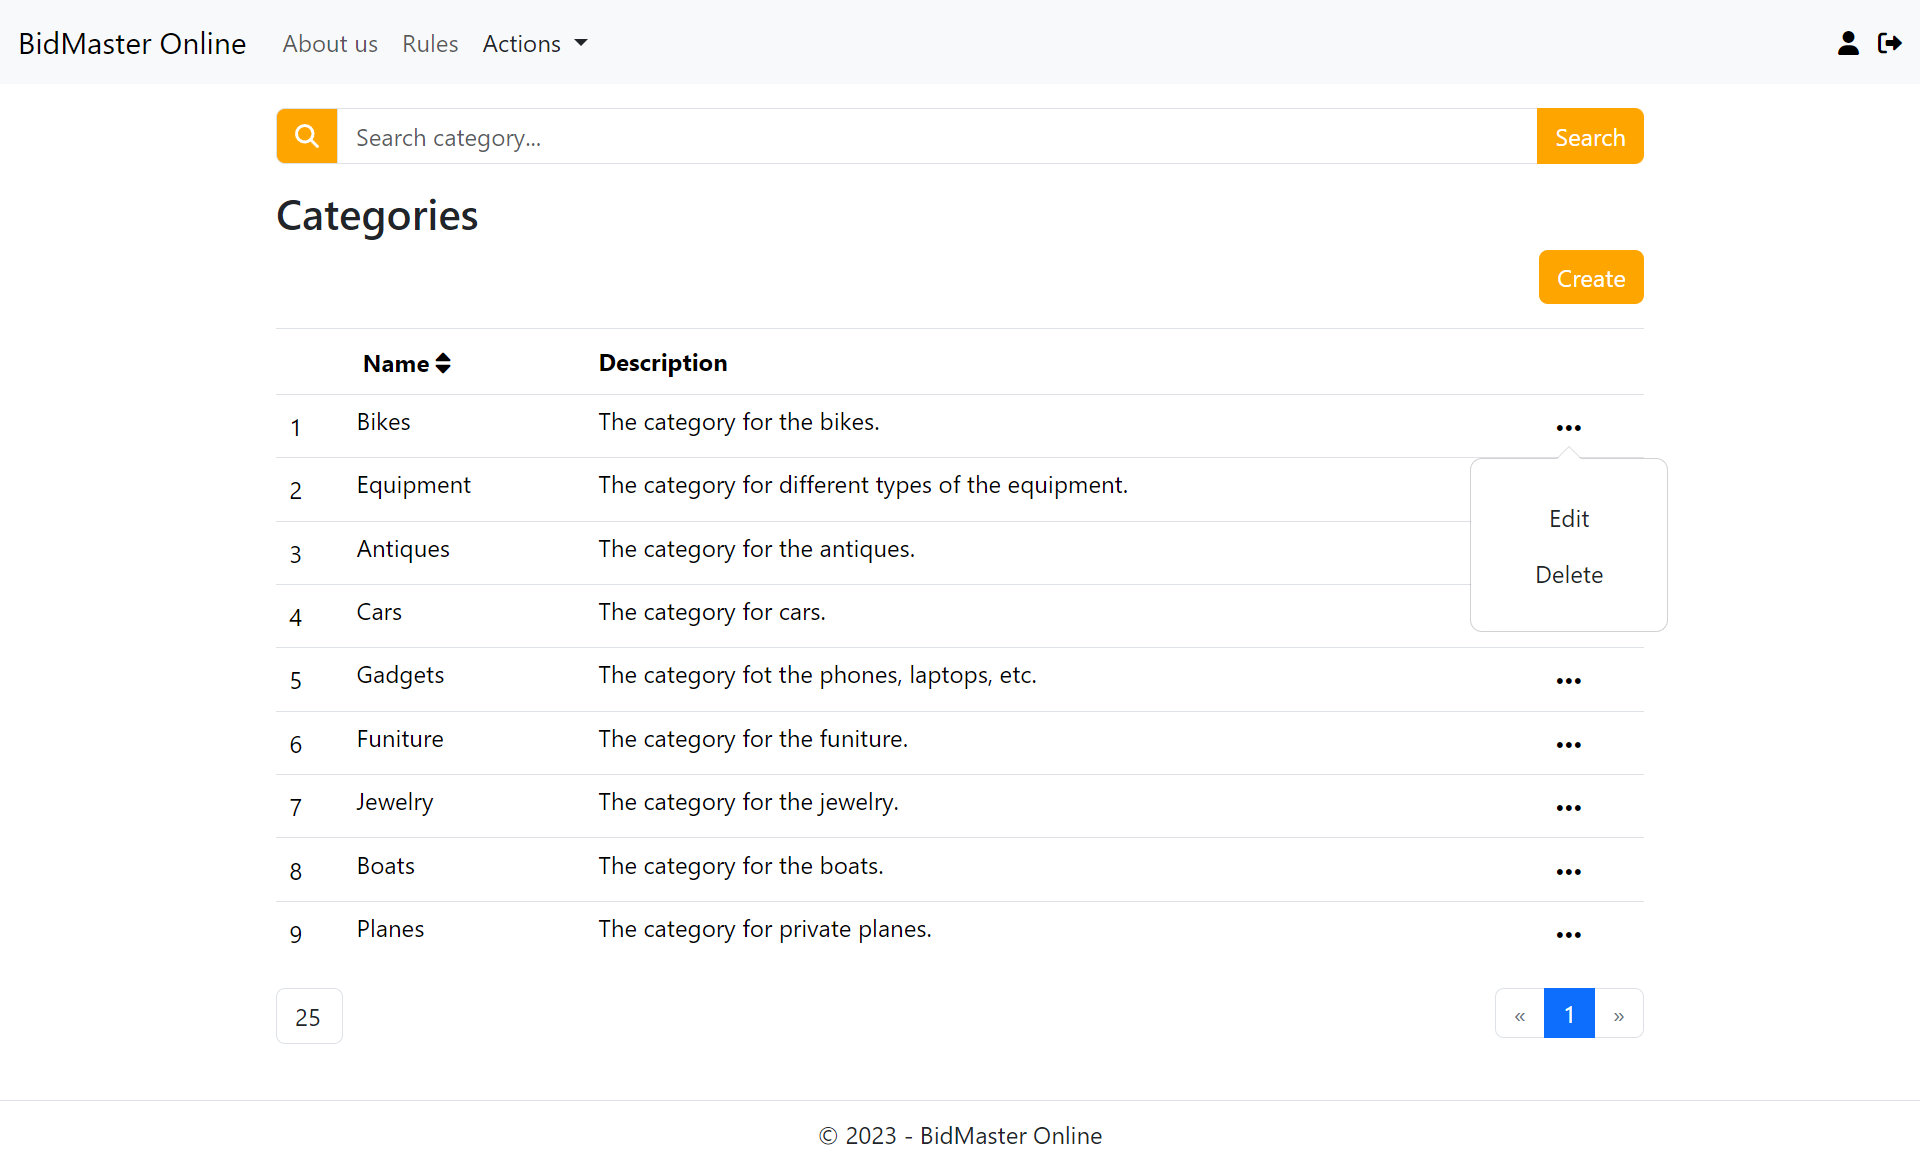 BidMaster Online About us Rules Actions
Search category... Search
Categories
Create
Name Description
1 Bikes The category for the bikes.
2 Equipment The category for different types of the equipment.
Edit
3 Antiques The category for the antiques.
Delete
4 Cars The category for cars.
5 Gadgets The category fot the phones, laptops, etc.
6 Funiture The category for the funiture.
7 Jewelry The category for the jewelry.
8 Boats The category for the boats.
9 Planes The category for private planes.
25 « 1 »
© 2023 - BidMaster Online